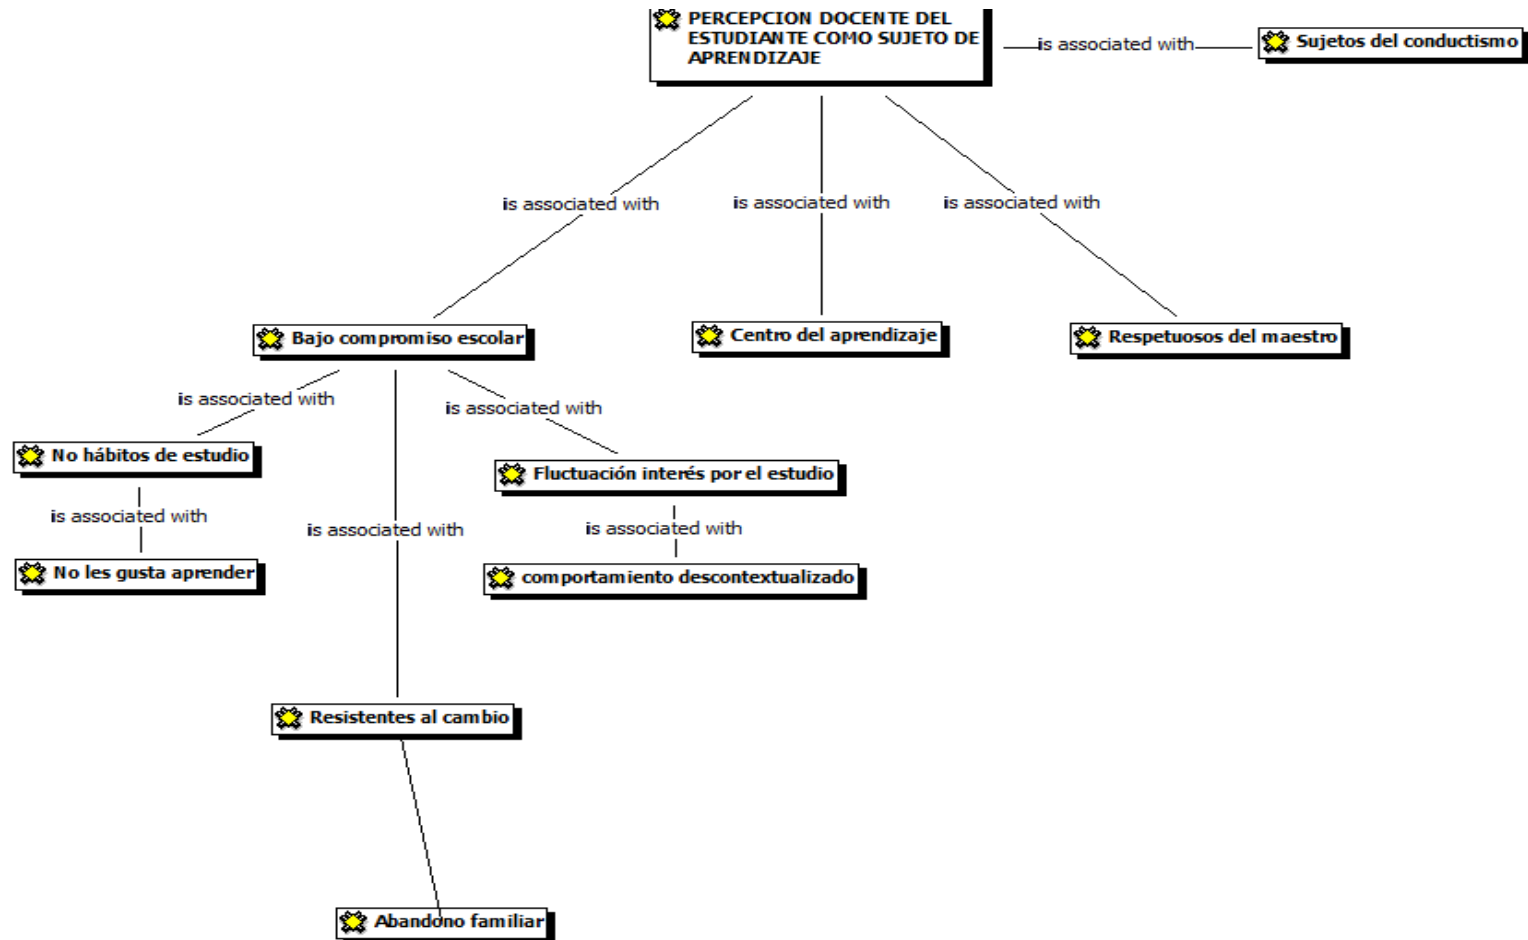 PERCEPCION DOCENTE DEL
ESTUDIANTE COMO SUJETO DE
APRENDIZAJE
is associated with
Sujetos del conductismo
is associated with
is associated with
is associated with
Bajo compromiso escolar
Centro del aprendizaje
Respetuosos del maestro
is associated with
is associated with
No hábitos de estudio
Fluctuación interés por el estudio
is associated with
is associated with
is associated with
No les gusta aprender
comportamiento descontextualizado
Resistentes al cambio
Abandono familiar